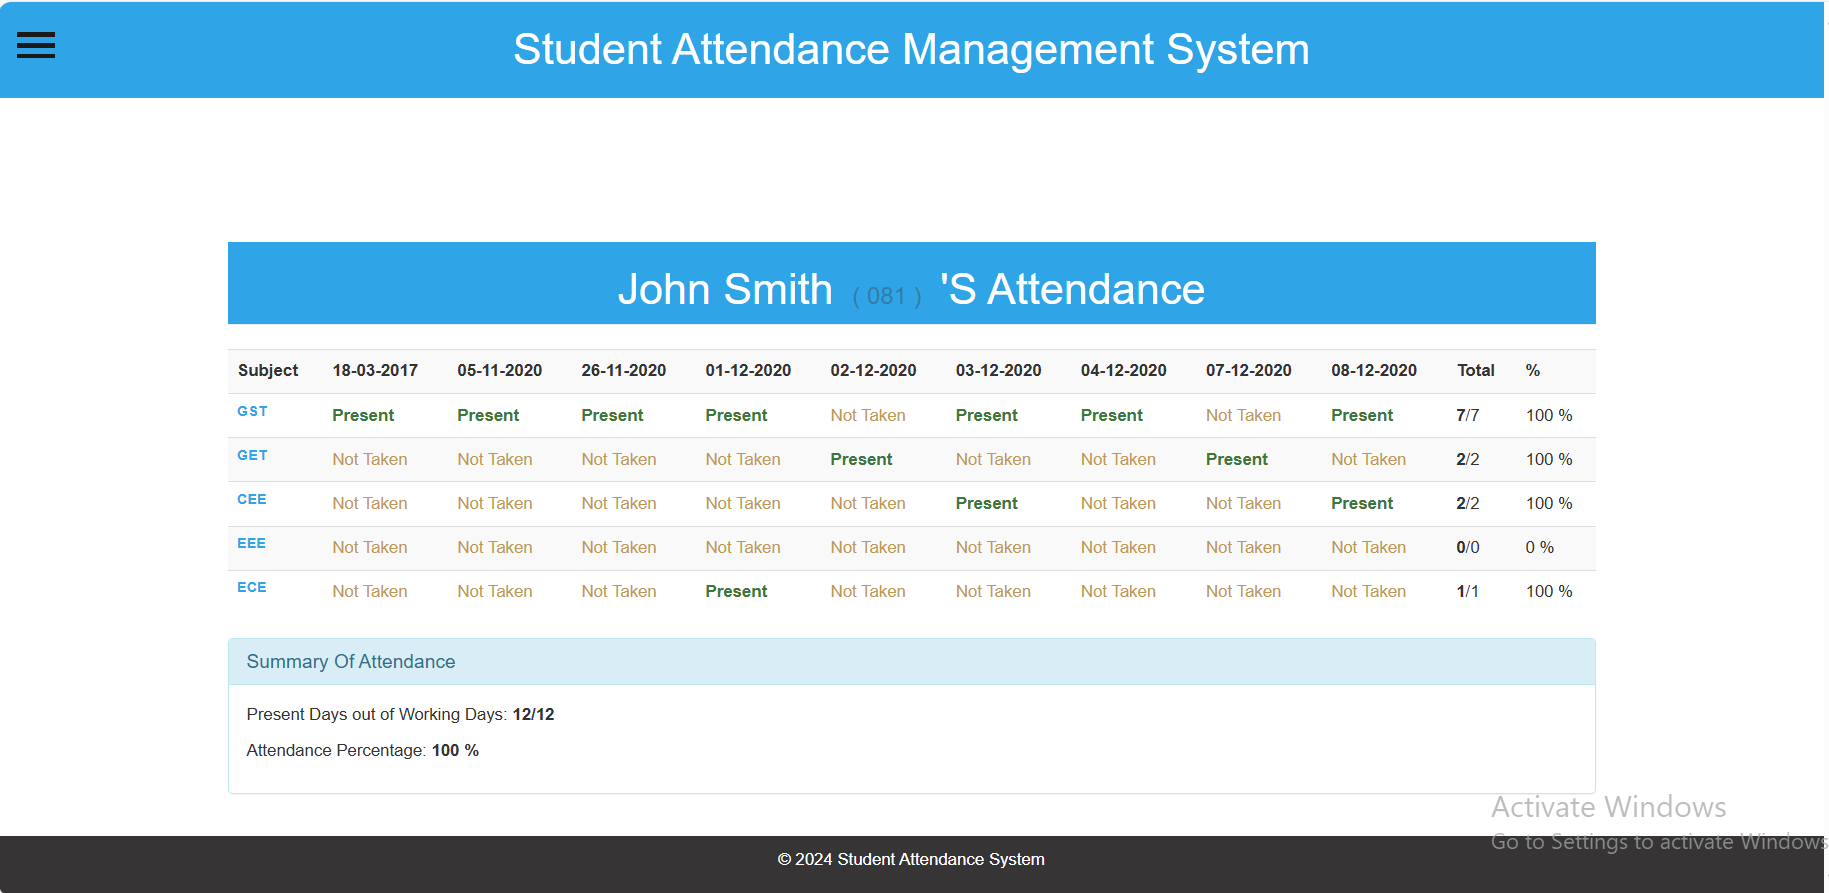 Student Attendance Management System
John Smith ( 081 ) 'S Attendance
Subject 18-03-2017 05-11-2020 26-11-2020 01-12-2020 02-12-2020 03-12-2020 04-12-2020 07-12-2020 08-12-2020 Total %
GST Present Present Present Present Not Taken Present Present Not Taken Present 7/7 100 %
GET Not Taken Not Taken Not Taken Not Taken Present Not Taken Not Taken Present Not Taken 2/2 100 %
CEE Not Taken Not Taken Not Taken Not Taken Not Taken Present Not Taken Not Taken Present 2/2 100 %
EEE Not Taken Not Taken Not Taken Not Taken Not Taken Not Taken Not Taken Not Taken Not Taken 0/0 0 %
ECE Not Taken Not Taken Not Taken Present Not Taken Not Taken Not Taken Not Taken Not Taken 1/1 100 %
Summary Of Attendance
Present Days out of Working Days: 12/12
Attendance Percentage: 100 %
Activate Windows
Go to Settings to activate Windows
© 2024 Student Attendance System